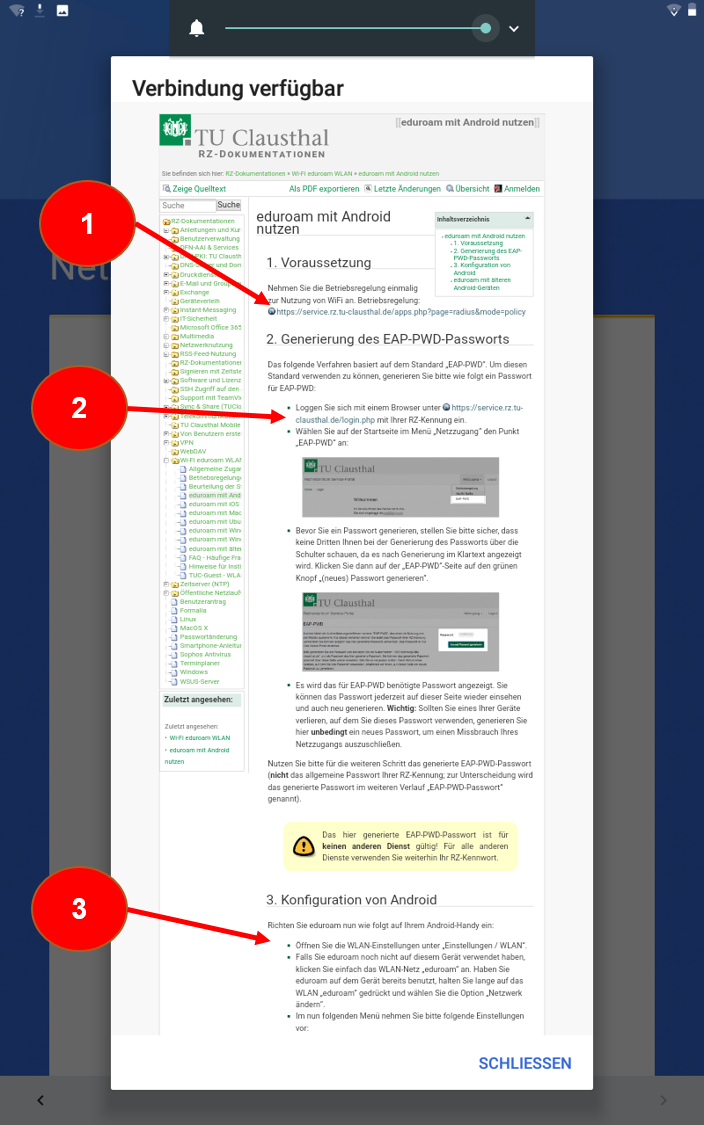 Verbindung verfügbar
TU Clausthal
RZ-DOKUMENTATIONEN
[[eduroam mit Android nutzen]]
Sie befinden sich hier: RZ-Dokumentationen » Wi-Fi eduroam WLAN » eduroam mit Android nutzen
Zeige Quelltext
Als PDF exportieren Letzte Änderungen Übersicht Anmelden
Suche Suche
RZ-Dokumentationen
Anleitungen und Kur
Benutzerverwaltung
DFN-AAI & Services
PKI: TU Clausth
und Dom
Druckdiens
E-Mail und Group
Exchange
Geräteverleih
Instant-Messaging
IT-Sicherheit
Microsoft Office 365
Multimedia
Netzwerknutzung
RSS-Feed-Nutzung
RZ-Dokumentatione
Signieren mit Zeitste
Software und Lizenz
SSH Zugriff auf den
Support mit TeamVi
Sync & Share (TUClo
TU Clausthal Mobile
Von Benutzern erste
VPN
WebDAV
Wi-Fi eduroam WLAN
Allgemeine Zugan
Betriebsregelung
Beurteilung der S
eduroam mit And
eduroam mit iOS
eduroam mit Mac
eduroam mit Ubu
eduroam mit Win
eduroam mit Win
eduroam mit älte
FAQ - Häufige Fra
Hinweise für Insti
TUC-Guest - WLA
Zeitserver (NTP)
Öffentliche Netzlauf
Benutzerantrag
Formalia
Linux
MacOS X
Passwortänderung
Smartphone-Anleitu
Sophos Antivirus
Terminplaner
Windows
WSUS-Server
Zuletzt angesehen:
Zuletzt angesehen:
Wi-Fi eduroam WLAN
eduroam mit Android
nutzen
eduroam mit Android
nutzen
Inhaltsverzeichnis
eduroam mit Android nutzen
1. Voraussetzung
2. Generierung des EAP-
PWD-Passworts
3. Konfiguration von
Android
eduroam mit älteren
Android-Geräten
1
1. Voraussetzung
Nehmen Sie die Betriebsregelung einmalig
zur Nutzung von WiFi an. Betriebsregelung:
https://service.rz.tu-clausthal.de/apps.php?page=radius&mode=policy
2. Generierung des EAP-PWD-Passworts
Das folgende Verfahren basiert auf dem Standard „EAP-PWD“. Um diesen
Standard verwenden zu können, generieren Sie bitte wie folgt ein Passwort
für EAP-PWD:
2
Loggen Sie sich mit einem Browser unter https://service.rz.tu-
clausthal.de/login.php mit Ihrer RZ-Kennung ein.
Wählen Sie auf der Startseite im Menü „Netzzugang“ den Punkt
„EAP-PWD“ an:
TU Clausthal
Bevor Sie ein Passwort generieren, stellen Sie bitte sicher, dass
keine Dritten Ihnen bei der Generierung des Passworts über die
Schulter schauen, da es nach Generierung im Klartext angezeigt
wird. Klicken Sie dann auf der „EAP-PWD“-Seite auf den grünen
Knopf „(neues) Passwort generieren“.
TU Clausthal
EAP-PWD
Es wird das für EAP-PWD benötigte Passwort angezeigt. Sie
können das Passwort jederzeit auf dieser Seite wieder einsehen
und auch neu generieren. Wichtig: Sollten Sie eines Ihrer Geräte
verlieren, auf dem Sie dieses Passwort verwenden, generieren Sie
hier unbedingt ein neues Passwort, um einen Missbrauch Ihres
Netzzugangs auszuschließen.
Nutzen Sie bitte für die weiteren Schritt das generierte EAP-PWD-Passwort
(nicht das allgemeine Passwort Ihrer RZ-Kennung; zur Unterscheidung wird
das generierte Passwort im weiteren Verlauf „EAP-PWD-Passwort“
genannt).
Das hier generierte EAP-PWD-Passwort ist für
keinen anderen Dienst gültig! Für alle anderen
Dienste verwenden Sie weiterhin Ihr RZ-Kennwort.
3
3. Konfiguration von Android
Richten Sie eduroam nun wie folgt auf Ihrem Android-Handy ein:
Öffnen Sie die WLAN-Einstellungen unter „Einstellungen / WLAN“.
Falls Sie eduroam noch nicht auf diesem Gerät verwendet haben,
klicken Sie einfach das WLAN-Netz „eduroam“ an. Haben Sie
eduroam auf dem Gerät bereits benutzt, halten Sie lange auf das
WLAN „eduroam“ gedrückt und wählen Sie die Option „Netzwerk
ändern“.
Im nun folgenden Menü nehmen Sie bitte folgende Einstellungen
vor:
SCHLIESSEN